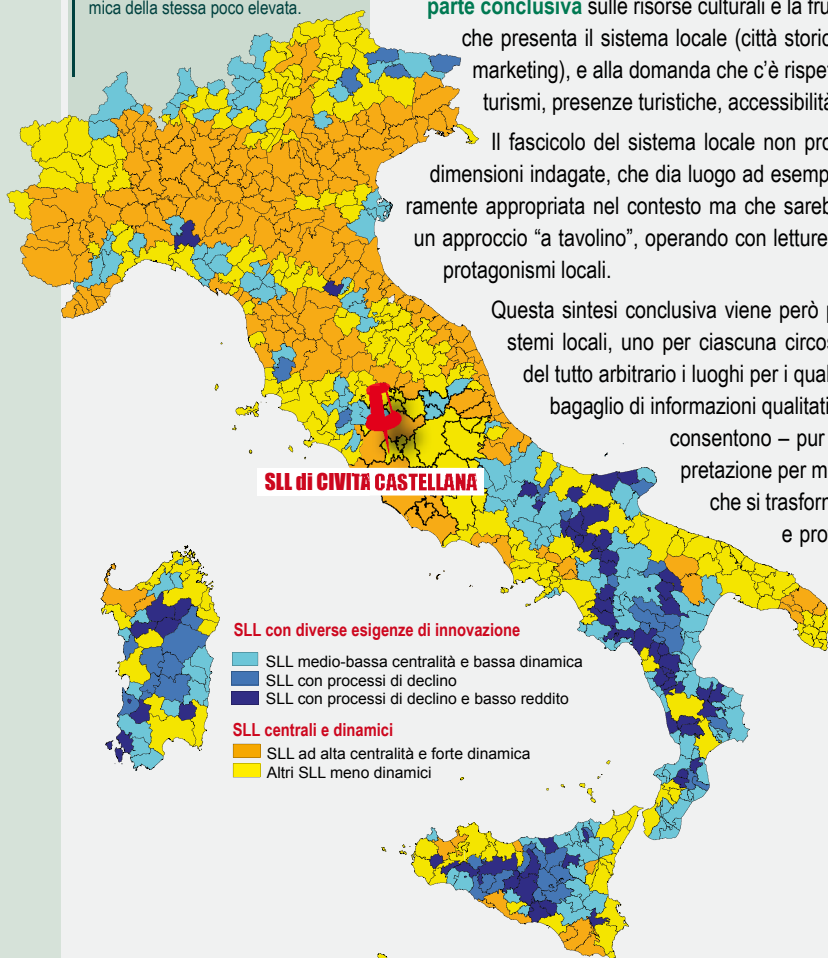 mica della stessa poco elevata.
parte conclusiva sulle risorse culturali e la fru
che presenta il sistema locale (città storic
marketing), e alla domanda che c'è rispet
turismi, presenze turistiche, accessibilità
Il fascicolo del sistema locale non pro
dimensioni indagate, che dia luogo ad esemp
ramente appropriata nel contesto ma che sareb
un approccio “a tavolino”, operando con letture
protagonismi locali.
Questa sintesi conclusiva viene però p
stemi locali, uno per ciascuna circos
del tutto arbitrario i luoghi per i qual
bagaglio di informazioni qualitati
consentono – pur
pretazione per m
che si trasform
e pro
SLL di CIVITA CASTELLANA
SLL con diverse esigenze di innovazione
SLL medio-bassa centralità e bassa dinamica
SLL con processi di declino
SLL con processi di declino e basso reddito
SLL centrali e dinamici
SLL ad alta centralità e forte dinamica
Altri SLL meno dinamici